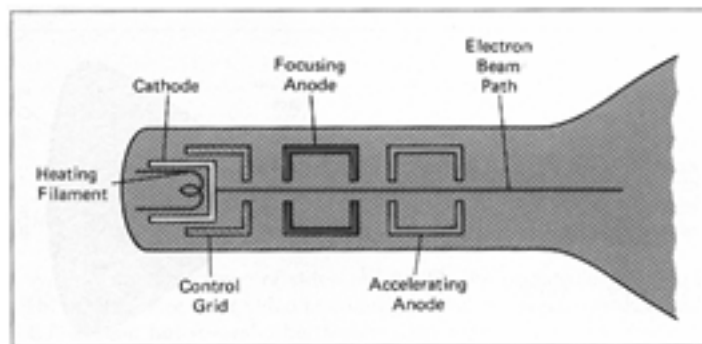 Electron
Beam
Path
Focusing
Anode
Cathode
Heating
Filament
Control
Grid
Accelerating
Anode